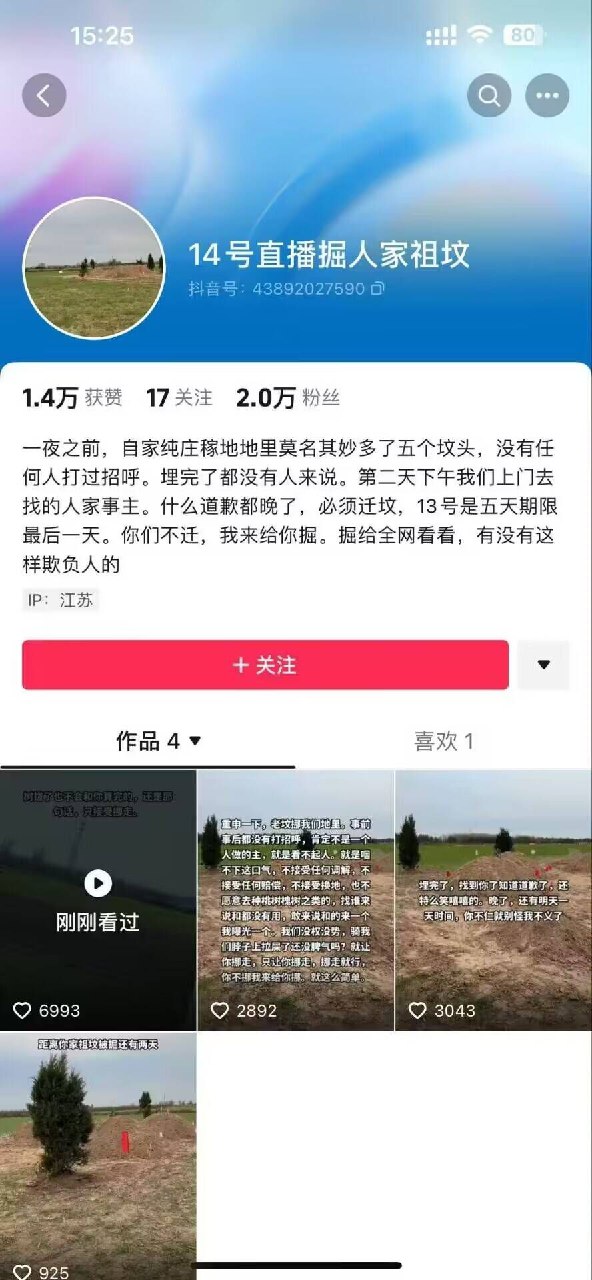 15:25
80
14号直播掘人家祖坟
抖音号：43892027590
1.4万 获赞 17 关注 2.0万 粉丝
一夜之前，自家纯庄稼地地里莫名其妙多了五个坟头，没有任
何人打过招呼。埋完了都没有人来说。第二天下午我们上门去
找的人家事主。什么道歉都晚了，必须迁坟，13号是五天期限
最后一天。你们不迁，我来给你掘。掘给全网看看，有没有这
样欺负人的
IP：江苏
+ 关注
作品 4
喜欢 1
句话，只接受挪走。
刚刚看过
6993
重申一下，老坟挪我们地里。事前
事后都没有打招呼，肯定不是一个
人做的主，就是看不起人。就是咽
不下这口气，不接受任何调解，不
接受任何赔偿，不接受换地，也不
愿意去种桃树槐树之类的，找谁来
说和都没有用，敢来说和的来一个
我曝光一个。我们没权没势，骑我
们脖子上拉屎了还没脾气吗？就让
你挪走，只让你挪走，挪走就行，
你不挪我来给你挪。就这么简单。
2892
埋完了，找到你了知道道歉了，还
特么笑嘻嘻的。晚了，还有明天一
天时间，你不仁就别怪我不义了
3043
距离你家祖坟被掘还有两天
925